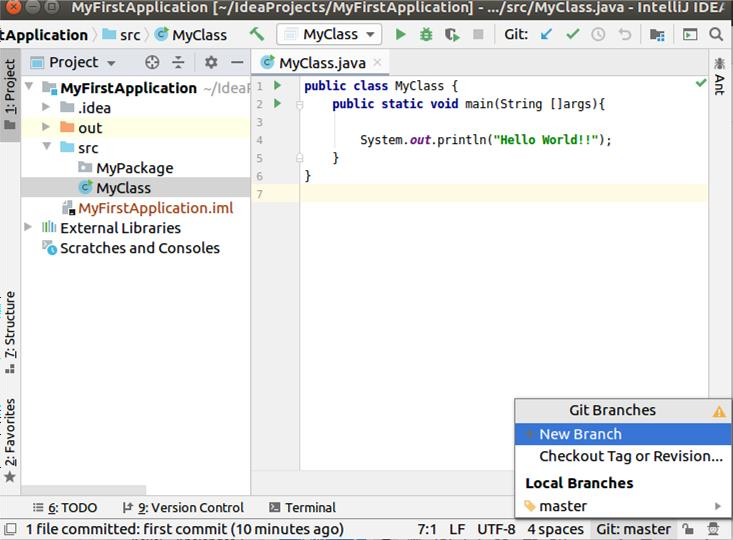 MyFirstApplication [~/IdeaProjects/MyFirstApplication] - .../src/MyClass.java - IntelliJ IDEA
tApplication src MyClass MyClass Git:
1: Project
Project
MyClass.java
Ant
MyFirstApplication ~/IdeaP
.idea
out
src
MyPackage
MyClass
MyFirstApplication.iml
External Libraries
Scratches and Consoles
1 public class MyClass {
2 public static void main(String []args){
3
4 System.out.println("Hello World!!");
5 }
6 }
7
7: Structure
2: Favorites
Git Branches
New Branch
Checkout Tag or Revision...
Local Branches
master
6: TODO 9: Version Control Terminal
1 file committed: first commit (10 minutes ago) 7:1 LF UTF-8 4 spaces Git: master